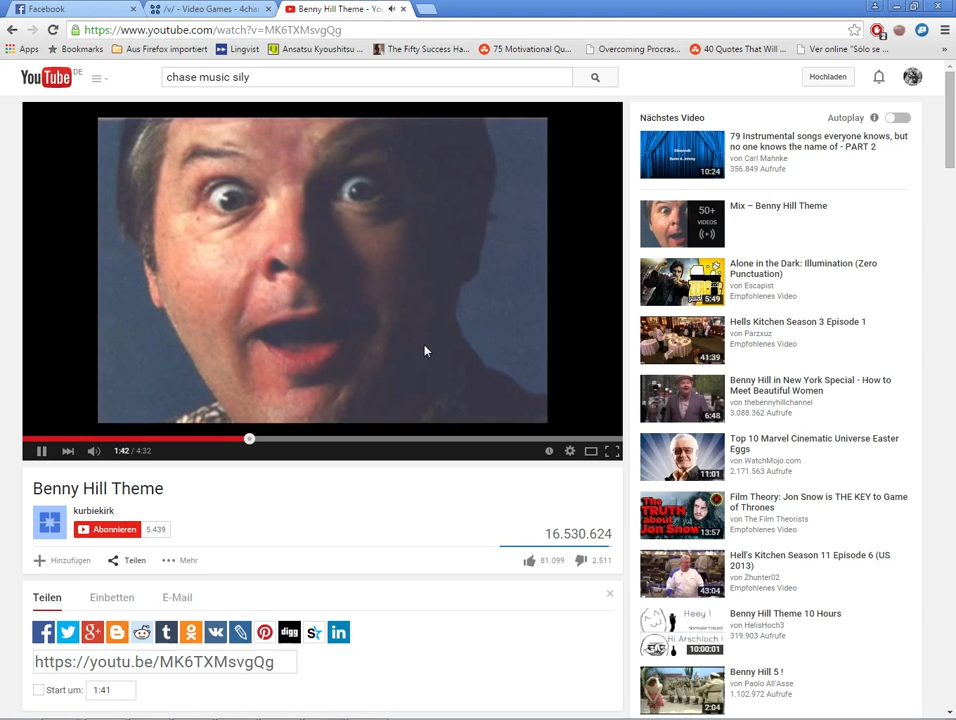 Facebook
/v/ - Video Games - 4cha
Benny Hill Theme - You
https://www.youtube.com/watch?v=MK6TXMsvgQg
2
Apps
Bookmarks
Aus Firefox importiert
Lingvist
Ansatsu Kyoushitsu ...
The Fifty Success Ha...
75 Motivational Qu...
Overcoming Procras...
40 Quotes That Will ...
Ver online "Sólo se ...
»
You Tube DE
chase music sily
Hochladen
Nächstes Video
Autoplay
79 Instrumental songs everyone knows, but
no one knows the name of - PART 2
von Carl Mahnke
356.849 Aufrufe
10:24
Mix – Benny Hill Theme
50+
VIDEOS
Alone in the Dark: Illumination (Zero
Punctuation)
von Escapist
Empfohlenes Video
5:49
Hells Kitchen Season 3 Episode 1
von Parzxuz
Empfohlenes Video
41:39
Benny Hill in New York Special - How to
Meet Beautiful Women
von thebennyhillchannel
3.088.362 Aufrufe
6:48
Top 10 Marvel Cinematic Universe Easter
Eggs
von WatchMojo.com
2.171.563 Aufrufe
11:01
Film Theory: Jon Snow is THE KEY to Game
of Thrones
von The Film Theorists
Empfohlenes Video
The
TRUTH
about
Jon Snow
13:57
Hell's Kitchen Season 11 Episode 6 (US
2013)
von Zhunter02
Empfohlenes Video
43:04
Benny Hill Theme 10 Hours
von HelisHoch3
319.903 Aufrufe
Heey !
Hi Arschloch !
10:00:01
Benny Hill 5 !
von Paolo All'Asse
1.102.972 Aufrufe
2:04
1:42 / 4:32
Benny Hill Theme
kurbiekirk
Abonnieren 5.439
16.530.624
Hinzufügen
Teilen
Mehr
81.099
2.511
Teilen
Einbetten
E-Mail
digg
https://youtu.be/MK6TXMsvgQg
Start um: 1:41